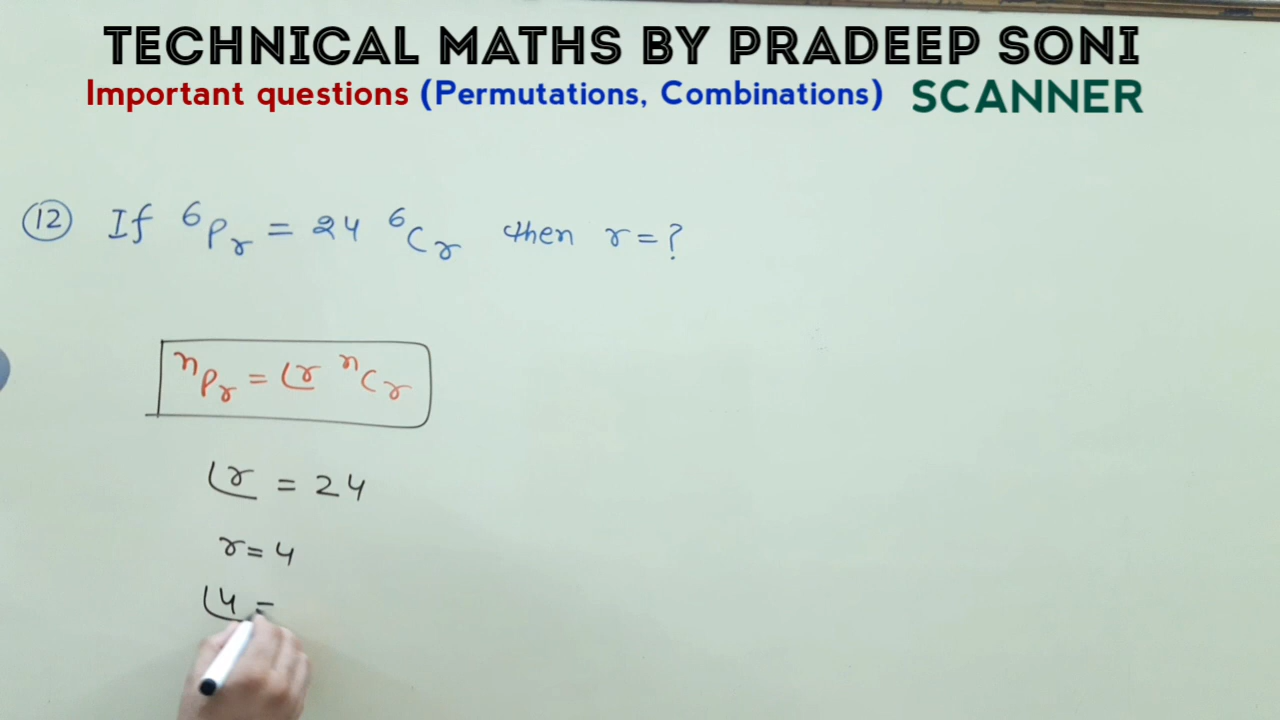 TECHNICAL MATHS BY PRADEEP SONI
Important questions (Permutations, Combinations) SCANNER
(12) If ⁶Pᵣ = 24 ⁶Cᵣ then r = ?
ⁿPᵣ = ⌊r ⁿCᵣ
⌊r = 24
r = 4
⌊4 =